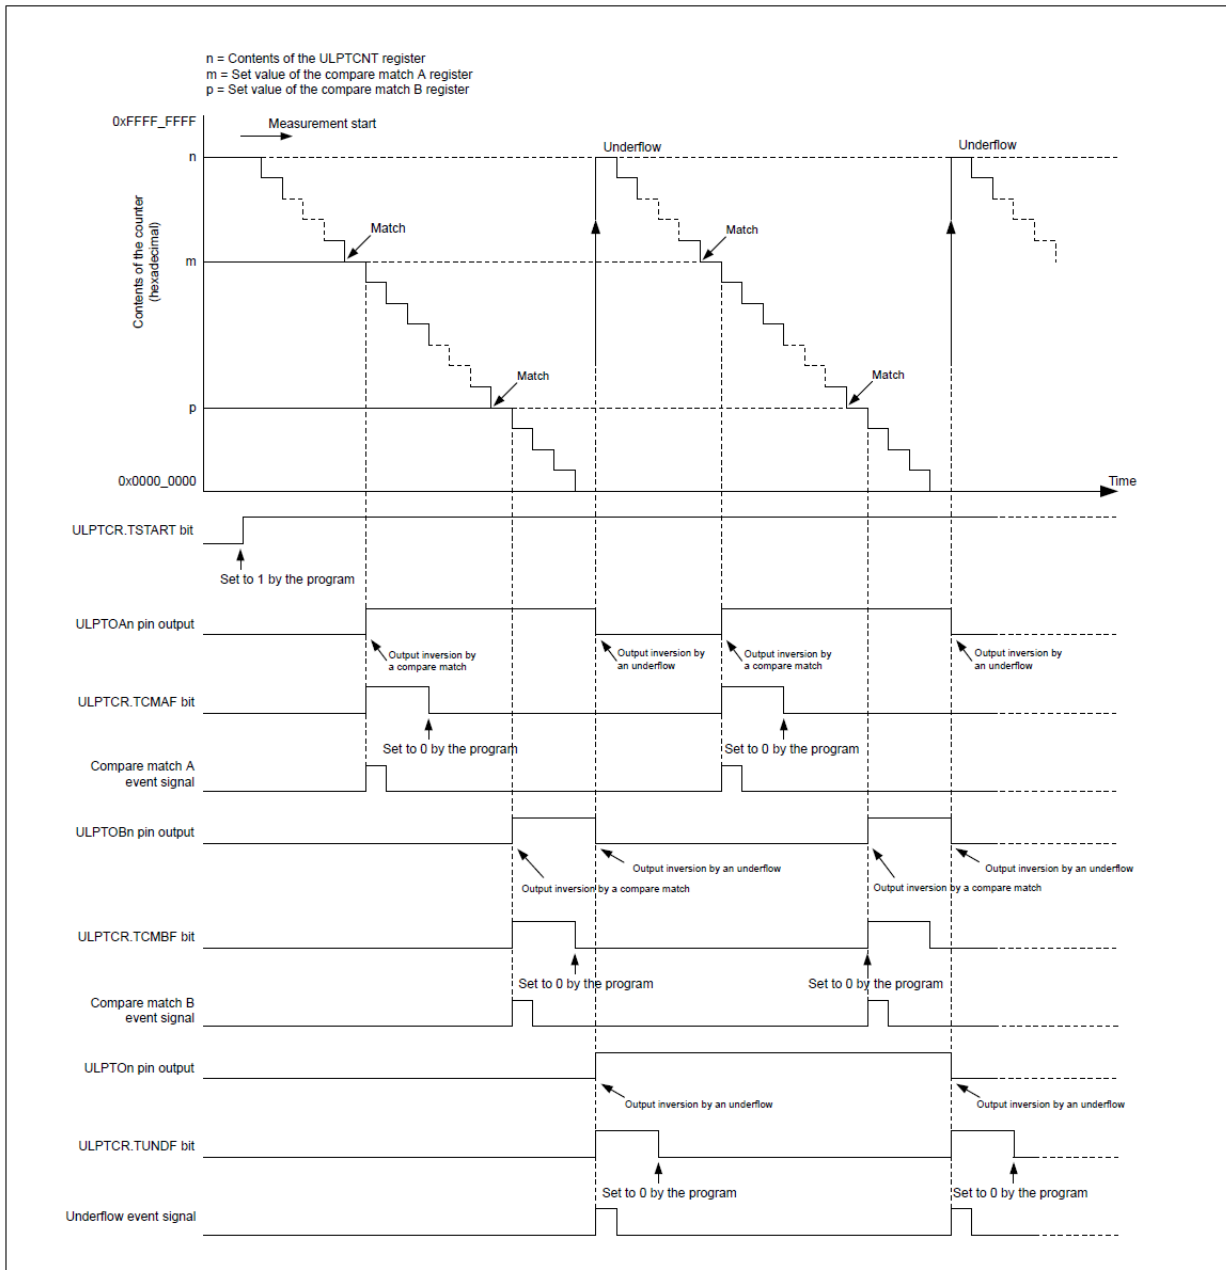 n = Contents of the ULPTCNT register
m = Set value of the compare match A register
p = Set value of the compare match B register
0xFFFF_FFFF
Measurement start
Underflow
Underflow
n
Contents of the counter
(hexadecimal)
Match
Match
m
Match
Match
p
0x0000_0000
Time
ULPTCR.TSTART bit
Set to 1 by the program
ULPTOAn pin output
Output inversion by
a compare match
Output inversion by
an underflow
Output inversion by
a compare match
Output inversion by
an underflow
ULPTCR.TCMAF bit
Set to 0 by the program
Set to 0 by the program
Compare match A
event signal
ULPTOBn pin output
Output inversion by an underflow
Output inversion by an underflow
Output inversion by a compare match
Output inversion by a compare match
ULPTCR.TCMBF bit
Set to 0 by the program
Set to 0 by the program
Compare match B
event signal
ULPTOn pin output
Output inversion by an underflow
Output inversion by an underflow
ULPTCR.TUNDF bit
Set to 0 by the program
Set to 0 by the program
Underflow event signal